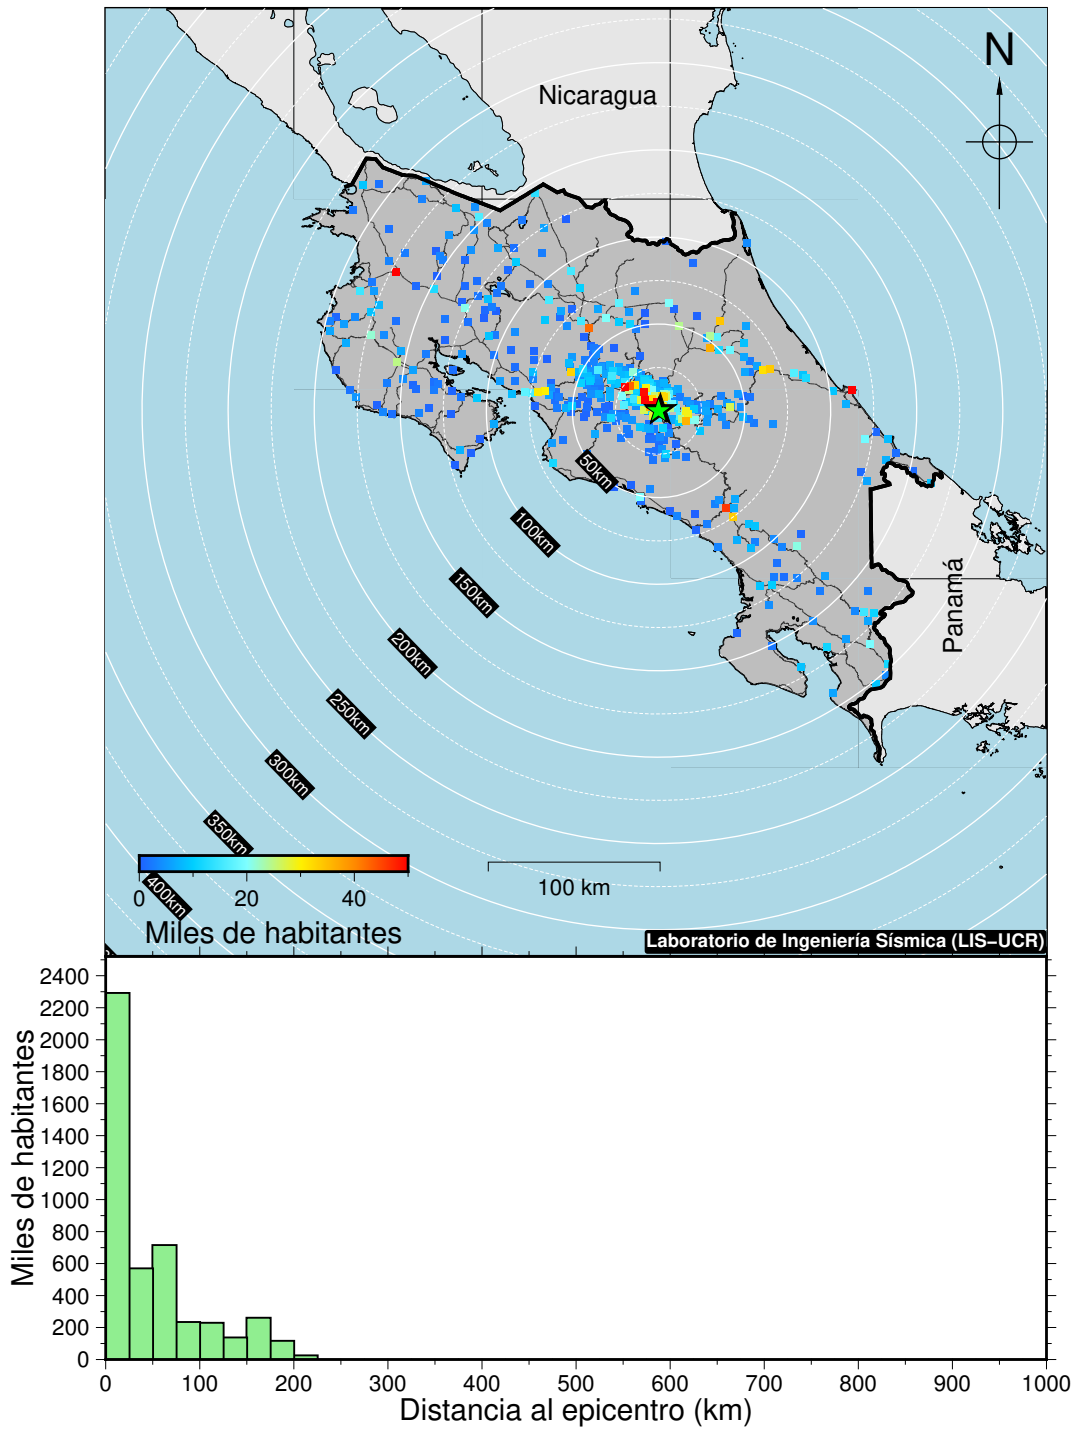 N
Nicaragua
Panamá
50km
100km
150km
200km
250km
300km
350km
400km
0 20 40
Miles de habitantes
100 km
Laboratorio de Ingeniería Sísmica (LIS−UCR)
2400
2200
2000
1800
1600
1400
1200
1000
800
600
400
200
0
Miles de habitantes
0 100 200 300 400 500 600 700 800 900 1000
Distancia al epicentro (km)